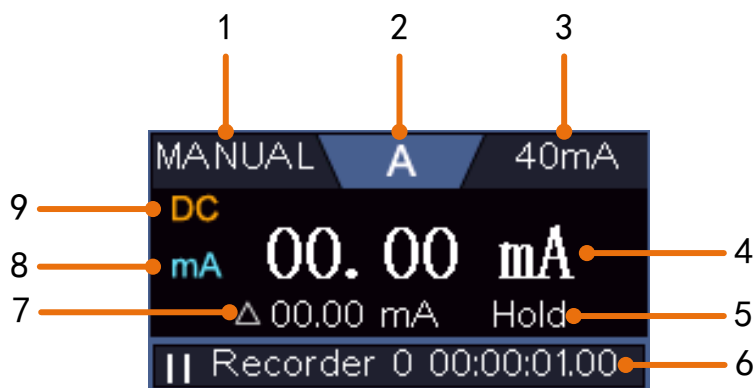 1 2 3
MANUAL A 40mA
9 DC
8 mA 00.00 mA 4
7 △ 00.00 mA Hold 5
|| Recorder 0 00:00:01.00 6